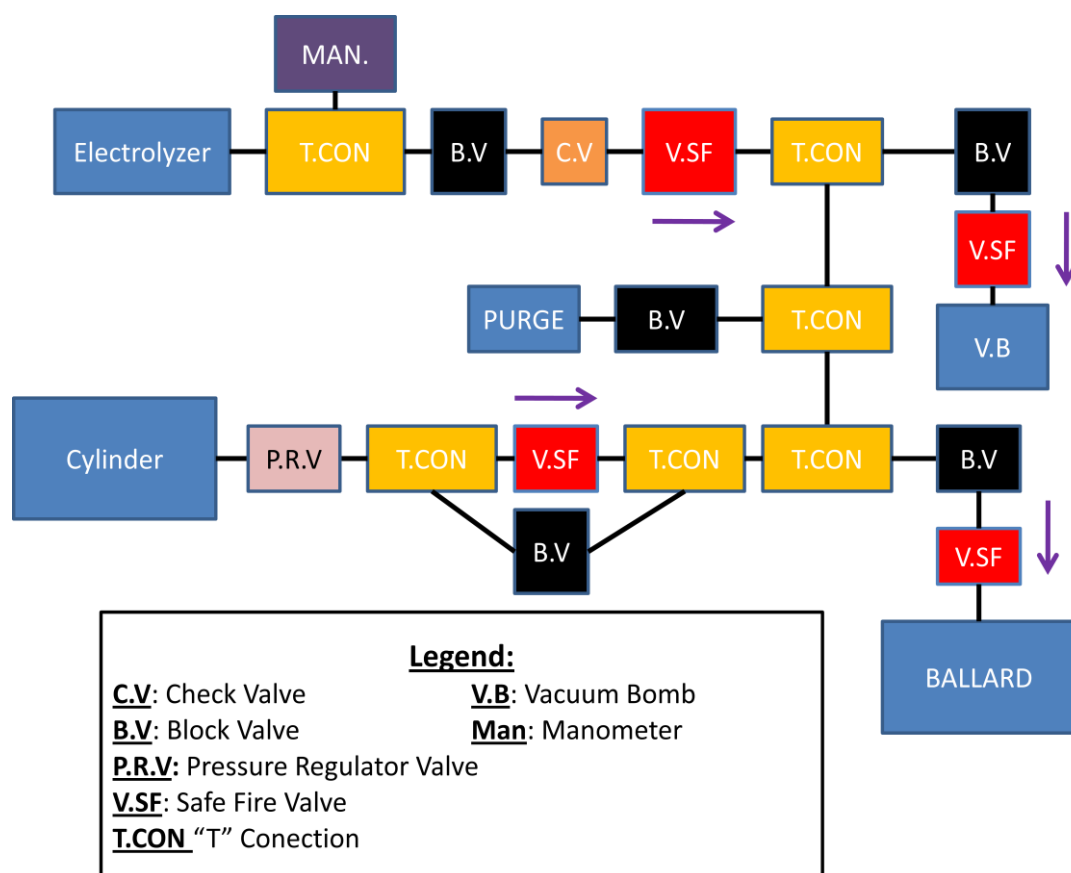 MAN.
Electrolyzer
T.CON
B.V
C.V
V.SF
T.CON
B.V
V.SF
PURGE
B.V
T.CON
V.B
Cylinder
P.R.V
T.CON
V.SF
T.CON
T.CON
B.V
B.V
V.SF
BALLARD
Legend:
C.V: Check Valve
V.B: Vacuum Bomb
B.V: Block Valve
Man: Manometer
P.R.V: Pressure Regulator Valve
V.SF: Safe Fire Valve
T.CON “T” Conection